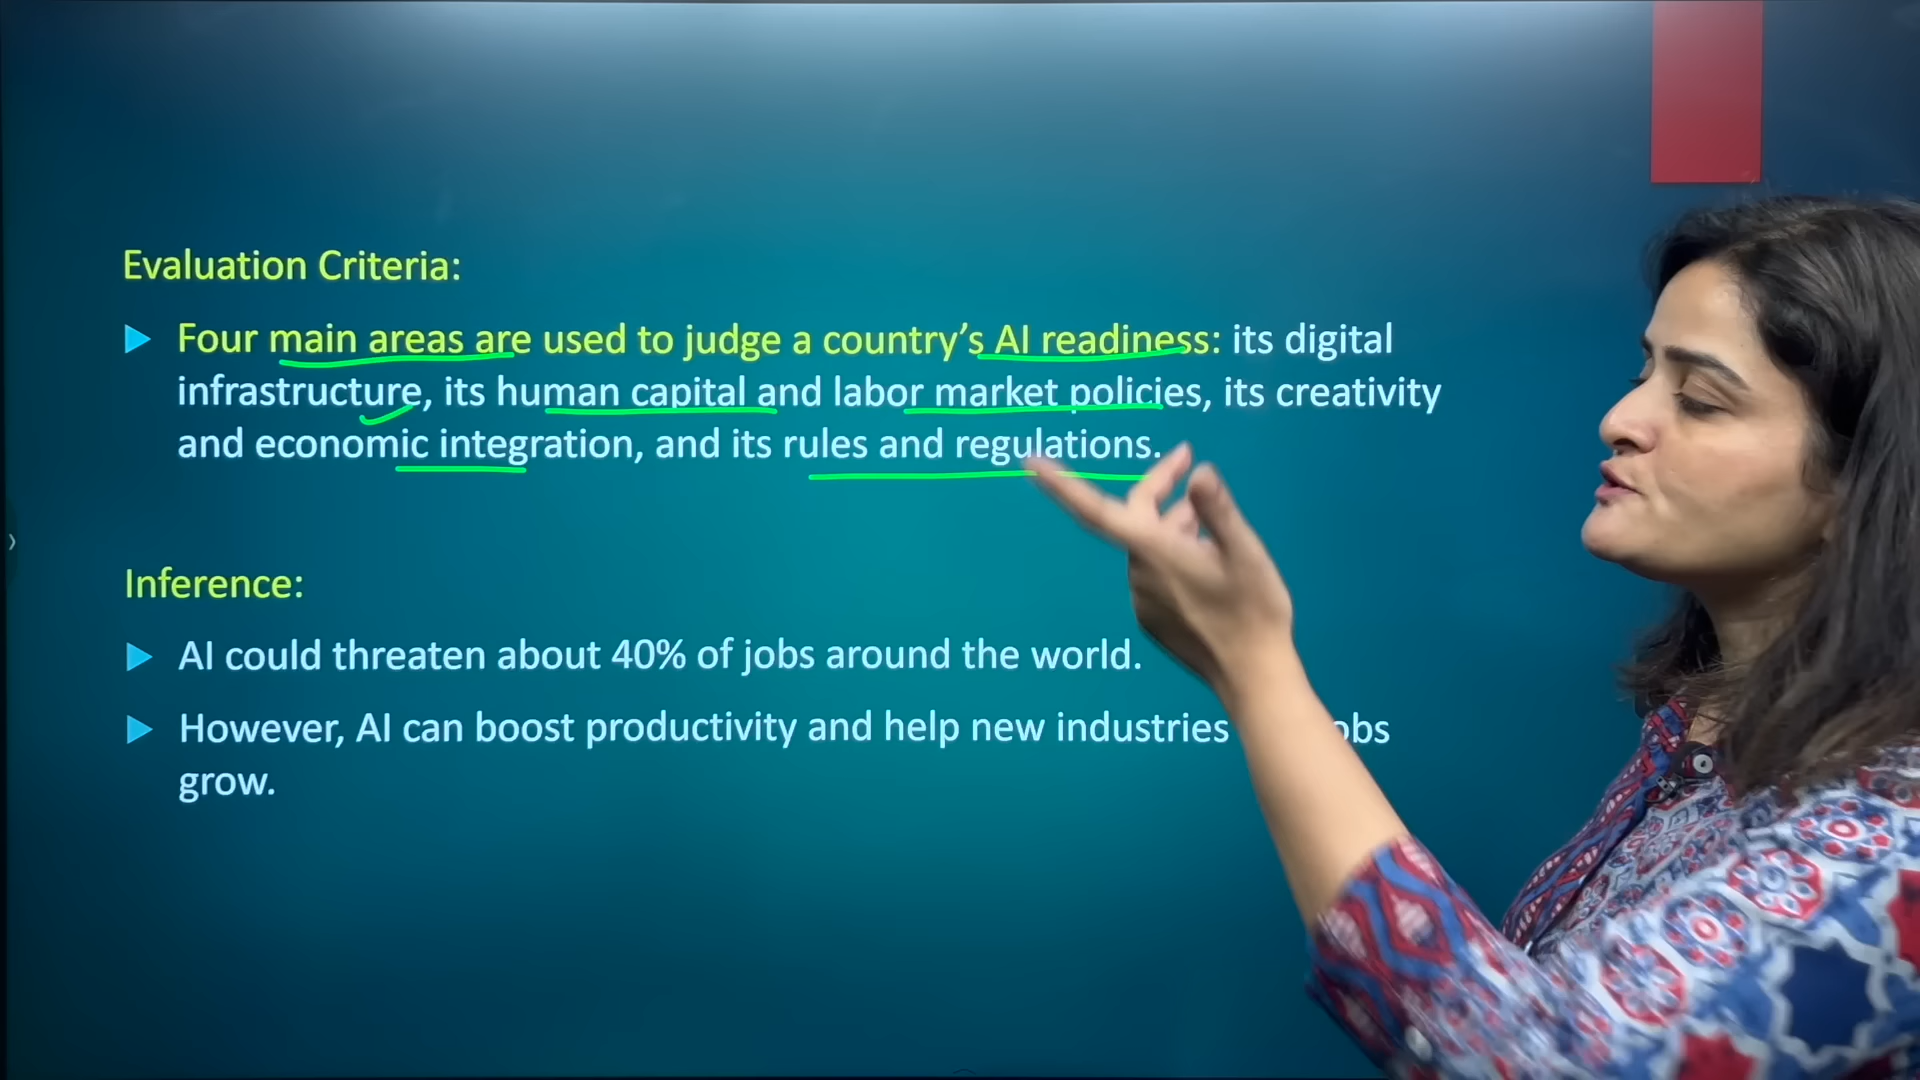 Evaluation Criteria:
Four main areas are used to judge a country's AI readiness: its digital
infrastructure, its human capital and labor market policies, its creativity
and economic integration, and its rules and regulations.
Inference:
AI could threaten about 40% of jobs around the world.
However, AI can boost productivity and help new industries
grow.